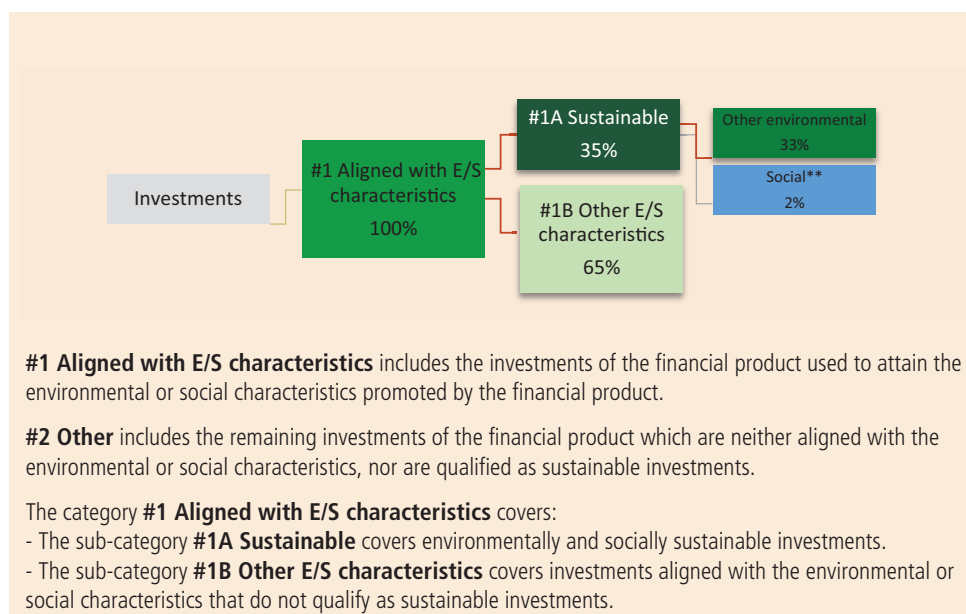 Investments
#1 Aligned with E/S
characteristics
100%
#1A Sustainable
35%
#1B Other E/S
characteristics
65%
Other environmental
33%
Social**
2%
#1 Aligned with E/S characteristics includes the investments of the financial product used to attain the
environmental or social characteristics promoted by the financial product.
#2 Other includes the remaining investments of the financial product which are neither aligned with the
environmental or social characteristics, nor are qualified as sustainable investments.
The category #1 Aligned with E/S characteristics covers:
- The sub-category #1A Sustainable covers environmentally and socially sustainable investments.
- The sub-category #1B Other E/S characteristics covers investments aligned with the environmental or
social characteristics that do not qualify as sustainable investments.